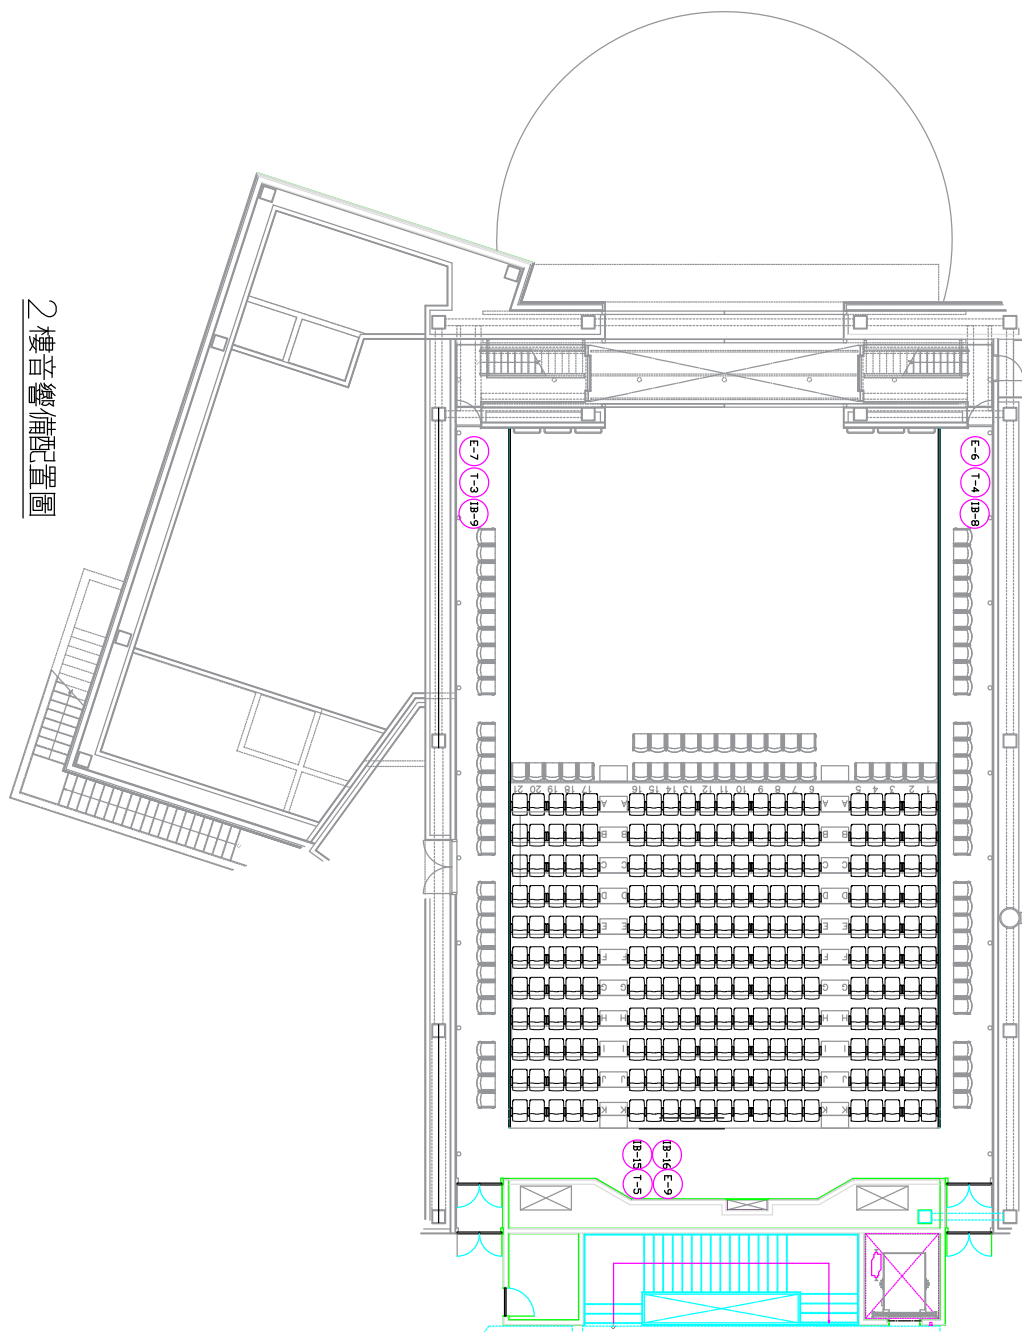 2樓音響備配置圖
E-7
T-3
IB-9
E-6
T-4
IB-8
21 20 19 18 17 16 15 14 13 12 11 10 9 8 7 6 5 4 3 2 1
A A A A
B B B B
C C C C
D D D D
E E E E
F F F F
G G G G
H H H H
I I I I
J J J J
K K K K
IB-15
IB-16
T-5
E-9